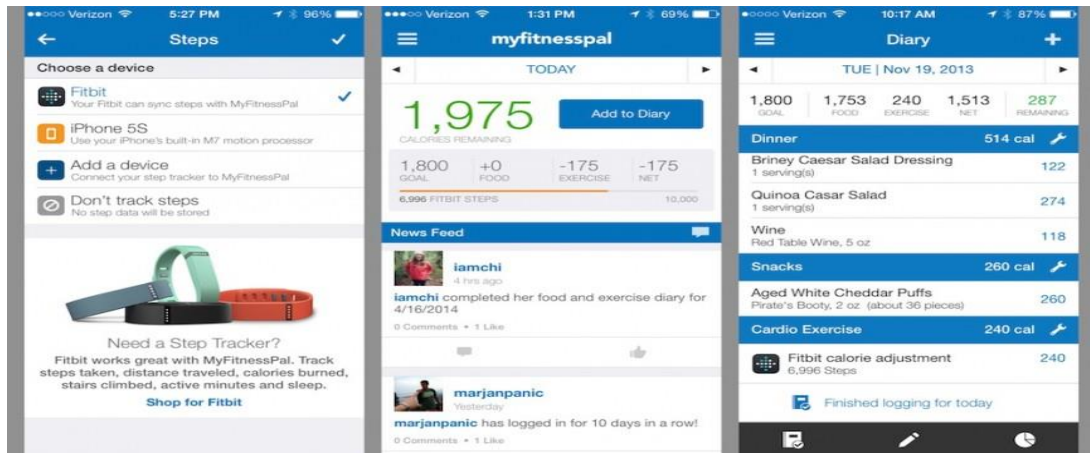 Verizon 5:27 PM 96%
Steps
Choose a device
Fitbit
Your Fitbit can sync steps with MyFitnessPal
iPhone 5S
Use your iPhone's built-in M7 motion processor
Add a device
Connect your step tracker to MyFitnessPal
Don't track steps
No step data will be stored
Need a Step Tracker?
Fitbit works great with MyFitnessPal. Track
steps taken, distance traveled, calories burned,
stairs climbed, active minutes and sleep.
Shop for Fitbit
Verizon 1:31 PM 69%
myfitnesspal
TODAY
1,975
CALORIES REMAINING
Add to Diary
1,800 +0 -175 -175
GOAL FOOD EXERCISE NET
6,996 FITBIT STEPS 10,000
News Feed
iamchi
4 hrs ago
iamchi completed her food and exercise diary for
4/16/2014
0 Comments • 1 Like
marjanpanic
Yesterday
marjanpanic has logged in for 10 days in a row!
0 Comments • 1 Like
Verizon 10:17 AM 87%
Diary
TUE | Nov 19, 2013
1,800 1,753 240 1,513 287
GOAL FOOD EXERCISE NET REMAINING
Dinner 514 cal
Briney Caesar Salad Dressing
1 serving(s)
122
Quinoa Casar Salad
1 serving(s)
274
Wine
Red Table Wine, 5 oz
118
Snacks 260 cal
Aged White Cheddar Puffs
Pirate's Booty, 2 oz (about 36 pieces)
260
Cardio Exercise 240 cal
Fitbit calorie adjustment
6,996 Steps
240
Finished logging for today